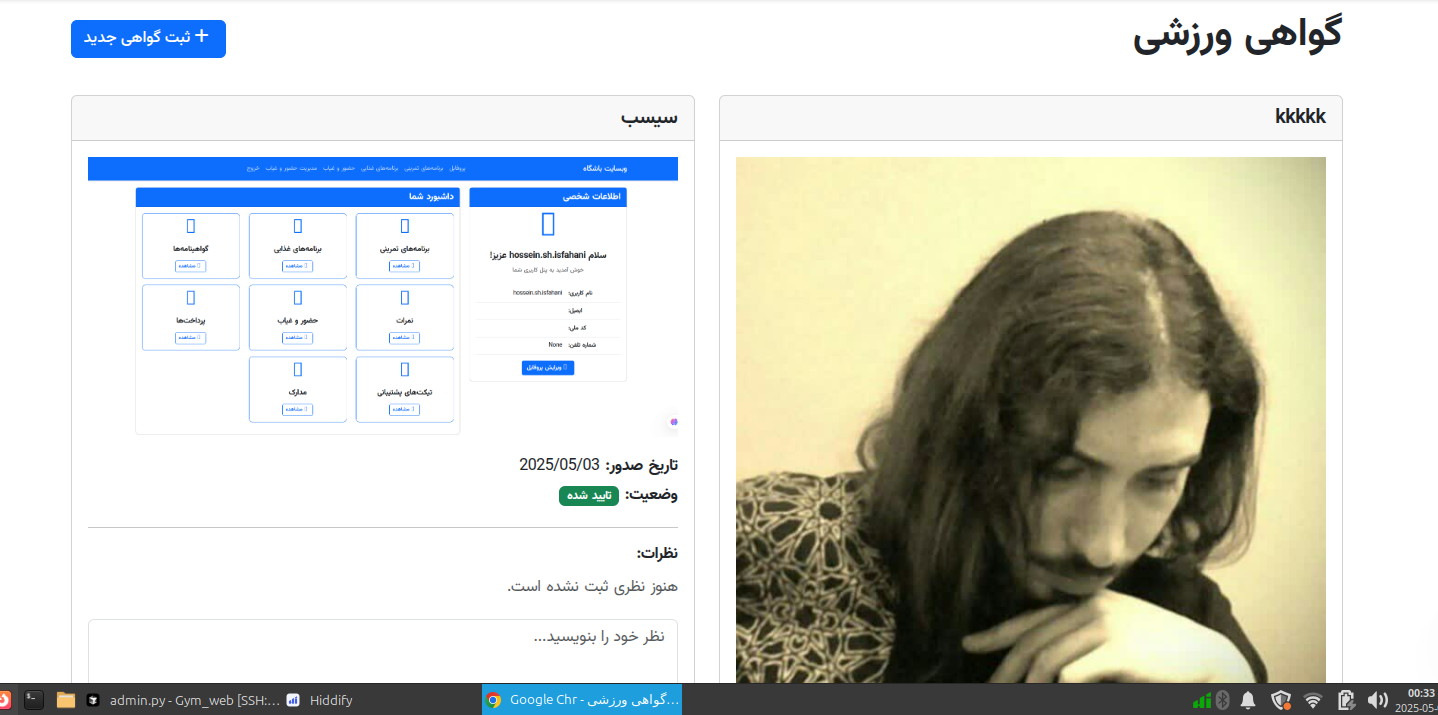 گواهی ورزشی
+ ثبت گواهی جدید
kkkkk
سیسب
وبسایت باشگاه
پروفایل برنامه‌های تمرینی برنامه‌های غذایی حضور و غیاب مدیریت حضور و غیاب خروج
اطلاعات شخصی
سلام hossein.sh.isfahani عزیز!
خوش آمدید به پنل کاربری شما
نام کاربری: hossein.sh.isfahani
ایمیل:
کد ملی:
شماره تلفن: None
ویرایش پروفایل
داشبورد شما
برنامه‌های تمرینی
مشاهده
برنامه‌های غذایی
مشاهده
گواهینامه‌ها
مشاهده
نمرات
مشاهده
حضور و غیاب
مشاهده
پرداخت‌ها
مشاهده
تیکت‌های پشتیبانی
مشاهده
مدارک
مشاهده
تاریخ صدور: 2025/05/03
وضعیت: تایید شده
نظرات:
هنوز نظری ثبت نشده است.
نظر خود را بنویسید...
admin.py - Gym_web [SSH:...
Hiddify
گواهی ورزشی - Google Chr...
00:33
2025-05-